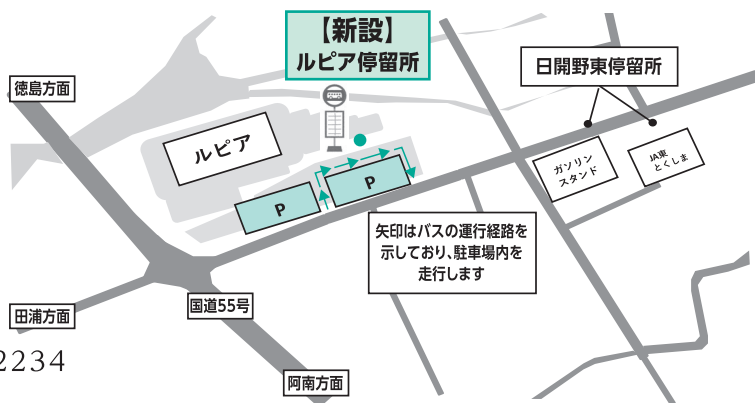 【新設】
ルピア停留所
徳島方面
日開野東停留所
ルピア
ガソリン
スタンド
JA東
とくしま
P
P
矢印はバスの運行経路を
示しており、駐車場内を
走行します
国道55号
田浦方面
2234
阿南方面